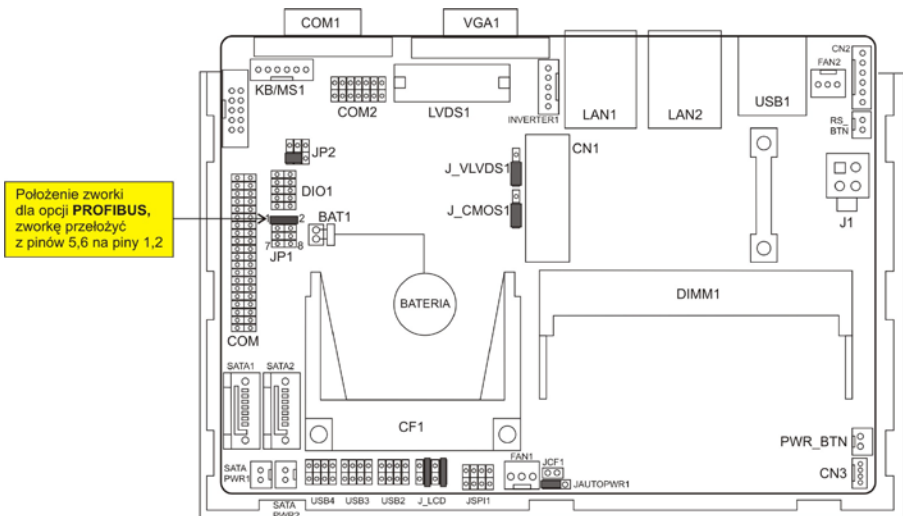 COM1
VGA1
CN2
FAN2
KB/MS1
COM2
LVDS1
INVERTER1
LAN1
LAN2
USB1
RS_
BTN
JP2
CN1
J_VLVDS1
DIO1
J_CMOS1
J1
Położenie zworki
dla opcji PROFIBUS,
zworkę przełożyć
z pinów 5,6 na piny 1,2
1
2
BAT1
7
8
JP1
BATERIA
DIMM1
COM
SATA1
SATA2
CF1
PWR_BTN
FAN1
JCF1
SATA
PWR1
CN3
JAUTOPWR1
USB4
USB3
USB2
J_LCD
JSPI1
SATA
PWR2